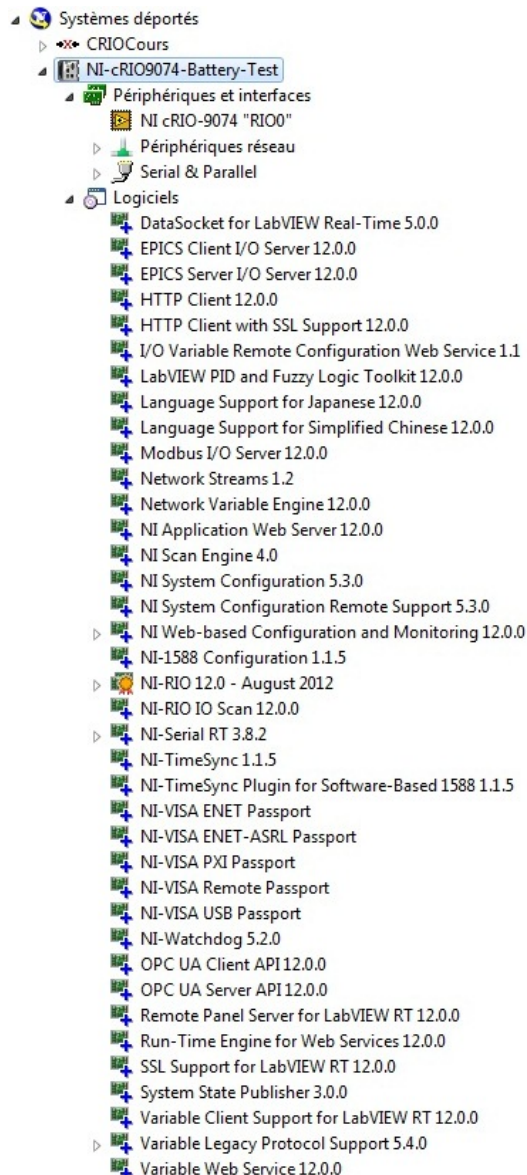 Systèmes déportés
CRIOCours
NI-cRIO9074-Battery-Test
Périphériques et interfaces
NI cRIO-9074 "RIO0"
Périphériques réseau
Serial & Parallel
Logiciels
DataSocket for LabVIEW Real-Time 5.0.0
EPICS Client I/O Server 12.0.0
EPICS Server I/O Server 12.0.0
HTTP Client 12.0.0
HTTP Client with SSL Support 12.0.0
I/O Variable Remote Configuration Web Service 1.1
LabVIEW PID and Fuzzy Logic Toolkit 12.0.0
Language Support for Japanese 12.0.0
Language Support for Simplified Chinese 12.0.0
Modbus I/O Server 12.0.0
Network Streams 1.2
Network Variable Engine 12.0.0
NI Application Web Server 12.0.0
NI Scan Engine 4.0
NI System Configuration 5.3.0
NI System Configuration Remote Support 5.3.0
NI Web-based Configuration and Monitoring 12.0.0
NI-1588 Configuration 1.1.5
NI-RIO 12.0 - August 2012
NI-RIO IO Scan 12.0.0
NI-Serial RT 3.8.2
NI-TimeSync 1.1.5
NI-TimeSync Plugin for Software-Based 1588 1.1.5
NI-VISA ENET Passport
NI-VISA ENET-ASRL Passport
NI-VISA PXI Passport
NI-VISA Remote Passport
NI-VISA USB Passport
NI-Watchdog 5.2.0
OPC UA Client API 12.0.0
OPC UA Server API 12.0.0
Remote Panel Server for LabVIEW RT 12.0.0
Run-Time Engine for Web Services 12.0.0
SSL Support for LabVIEW RT 12.0.0
System State Publisher 3.0.0
Variable Client Support for LabVIEW RT 12.0.0
Variable Legacy Protocol Support 5.4.0
Variable Web Service 12.0.0